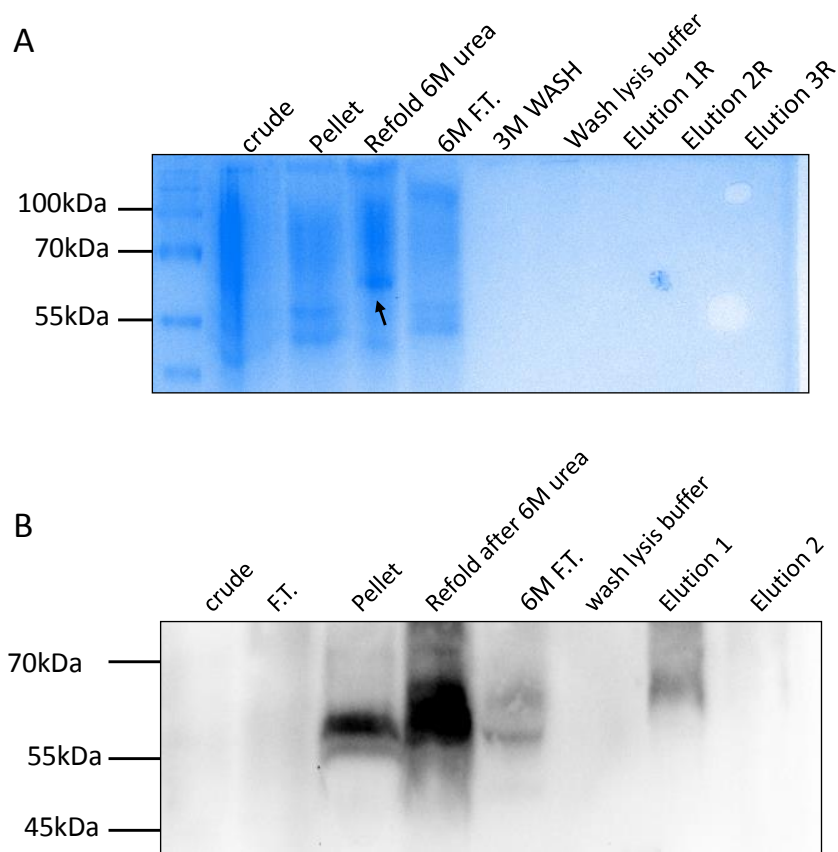 A
crude
Pellet
Refold 6M urea
6M F.T.
3M WASH
Wash lysis buffer
Elution 1R
Elution 2R
Elution 3R
100kDa
70kDa
55kDa
B
crude
F.T.
Pellet
Refold after 6M urea
6M F.T.
wash lysis buffer
Elution 1
Elution 2
70kDa
55kDa
45kDa